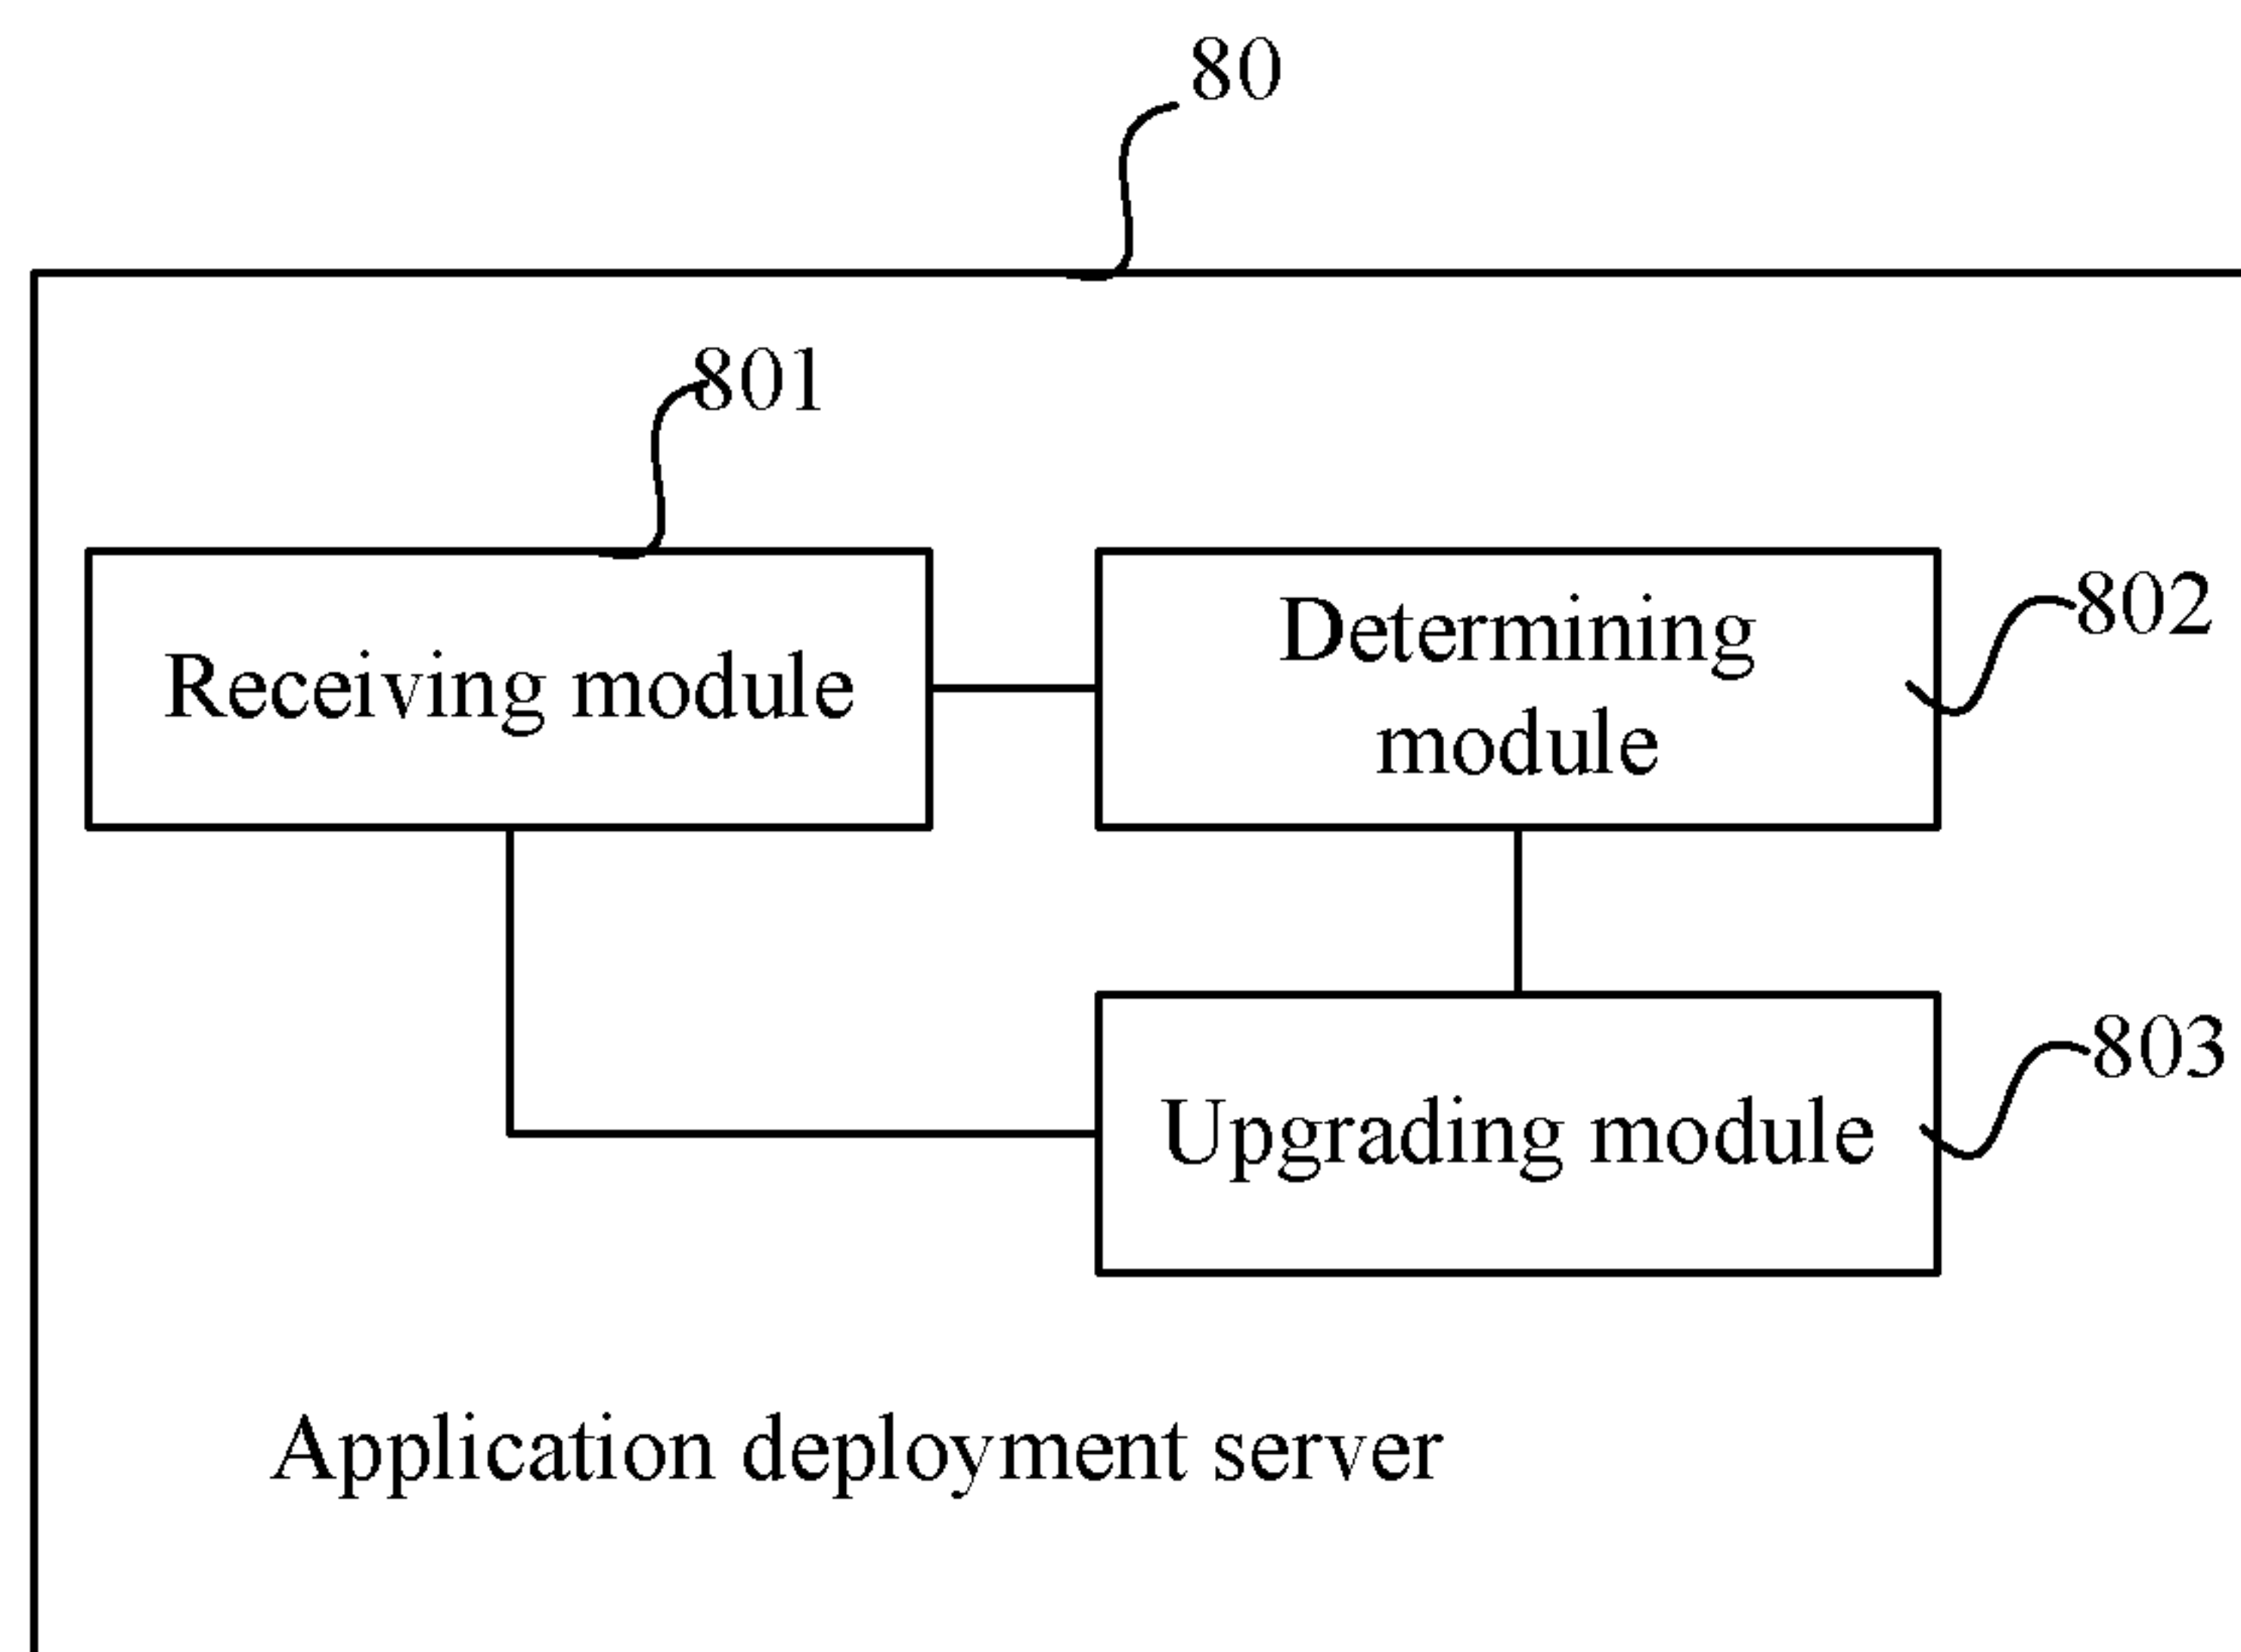 80
801
802
Receiving module
Determining
module
803
Upgrading module
Application deployment server